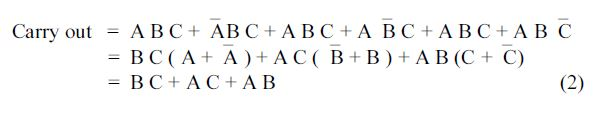 Carry out = A B C + A̅ B C + A B C + A B̅ C + A B C + A B C̅
= B C ( A + A̅ ) + A C ( B̅ + B ) + A B (C + C̅)
= B C + A C + A B (2)